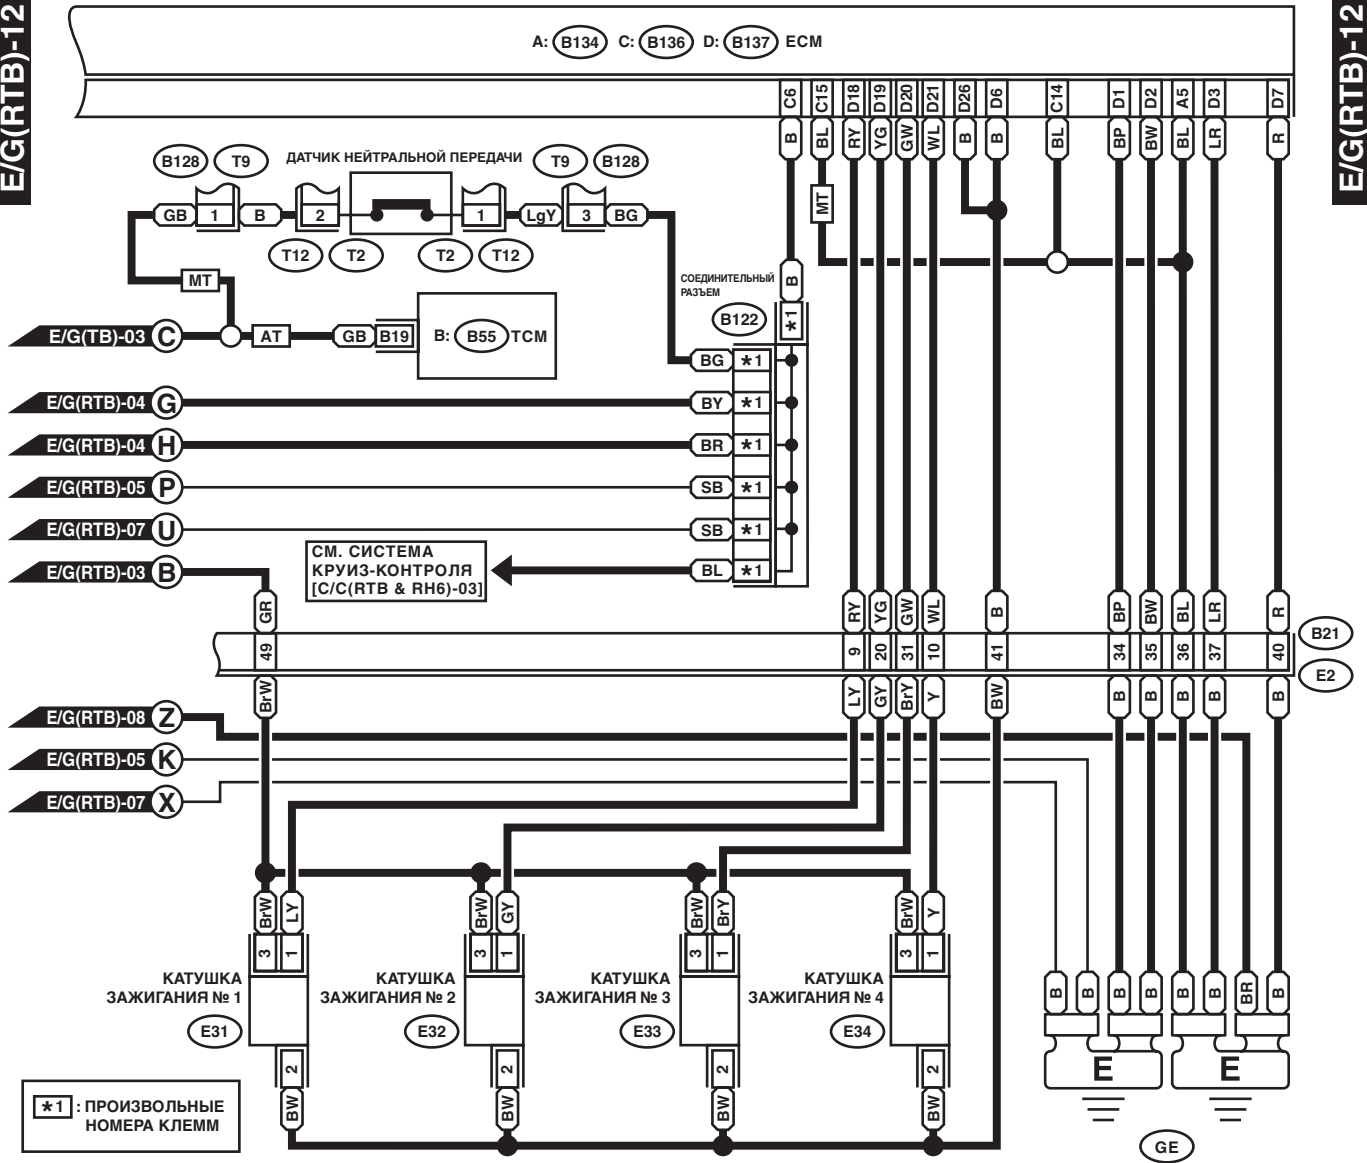 E/G(RTB)-12
E/G(RTB)-12
A: B134 C: B136 D: B137 ECM
C6 C15 D18 D19 D20 D21 D26 D6 C14 D1 D2 A5 D3 D7
B BL RY YG GW WL B B BL BP BW BL LR R
B128 T9 ДАТЧИК НЕЙТРАЛЬНОЙ ПЕРЕДАЧИ T9 B128
MT
GB 1 B 2 1 LgY 3 BG
T12 T2 T2 T12
MT
СОЕДИНИТЕЛЬНЫЙ
РАЗЪЕМ
B
B122 *1
E/G(TB)-03 C AT GB B19 B: B55 TCM
BG *1
E/G(RTB)-04 G BY *1
E/G(RTB)-04 H BR *1
E/G(RTB)-05 P SB *1
E/G(RTB)-07 U SB *1
СМ. СИСТЕМА
КРУИЗ-КОНТРОЛЯ
[C/C(RTB & RH6)-03]
E/G(RTB)-03 B BL *1
GR RY YG GW WL B BP BW BL LR R
B21
49 9 20 31 10 41 34 35 36 37 40
E2
BrW LY GY BrY Y BW B B B B B
E/G(RTB)-08 Z
E/G(RTB)-05 K
E/G(RTB)-07 X
BrW LY BrW GY BrW BrY BrW Y
3 1 3 1 3 1 3 1
КАТУШКА
ЗАЖИГАНИЯ № 1
E31
КАТУШКА
ЗАЖИГАНИЯ № 2
E32
КАТУШКА
ЗАЖИГАНИЯ № 3
E33
КАТУШКА
ЗАЖИГАНИЯ № 4
E34
B B B B B B BR B
E E
2 2 2 2
BW BW BW BW
GE
*1 : ПРОИЗВОЛЬНЫЕ
НОМЕРА КЛЕММ